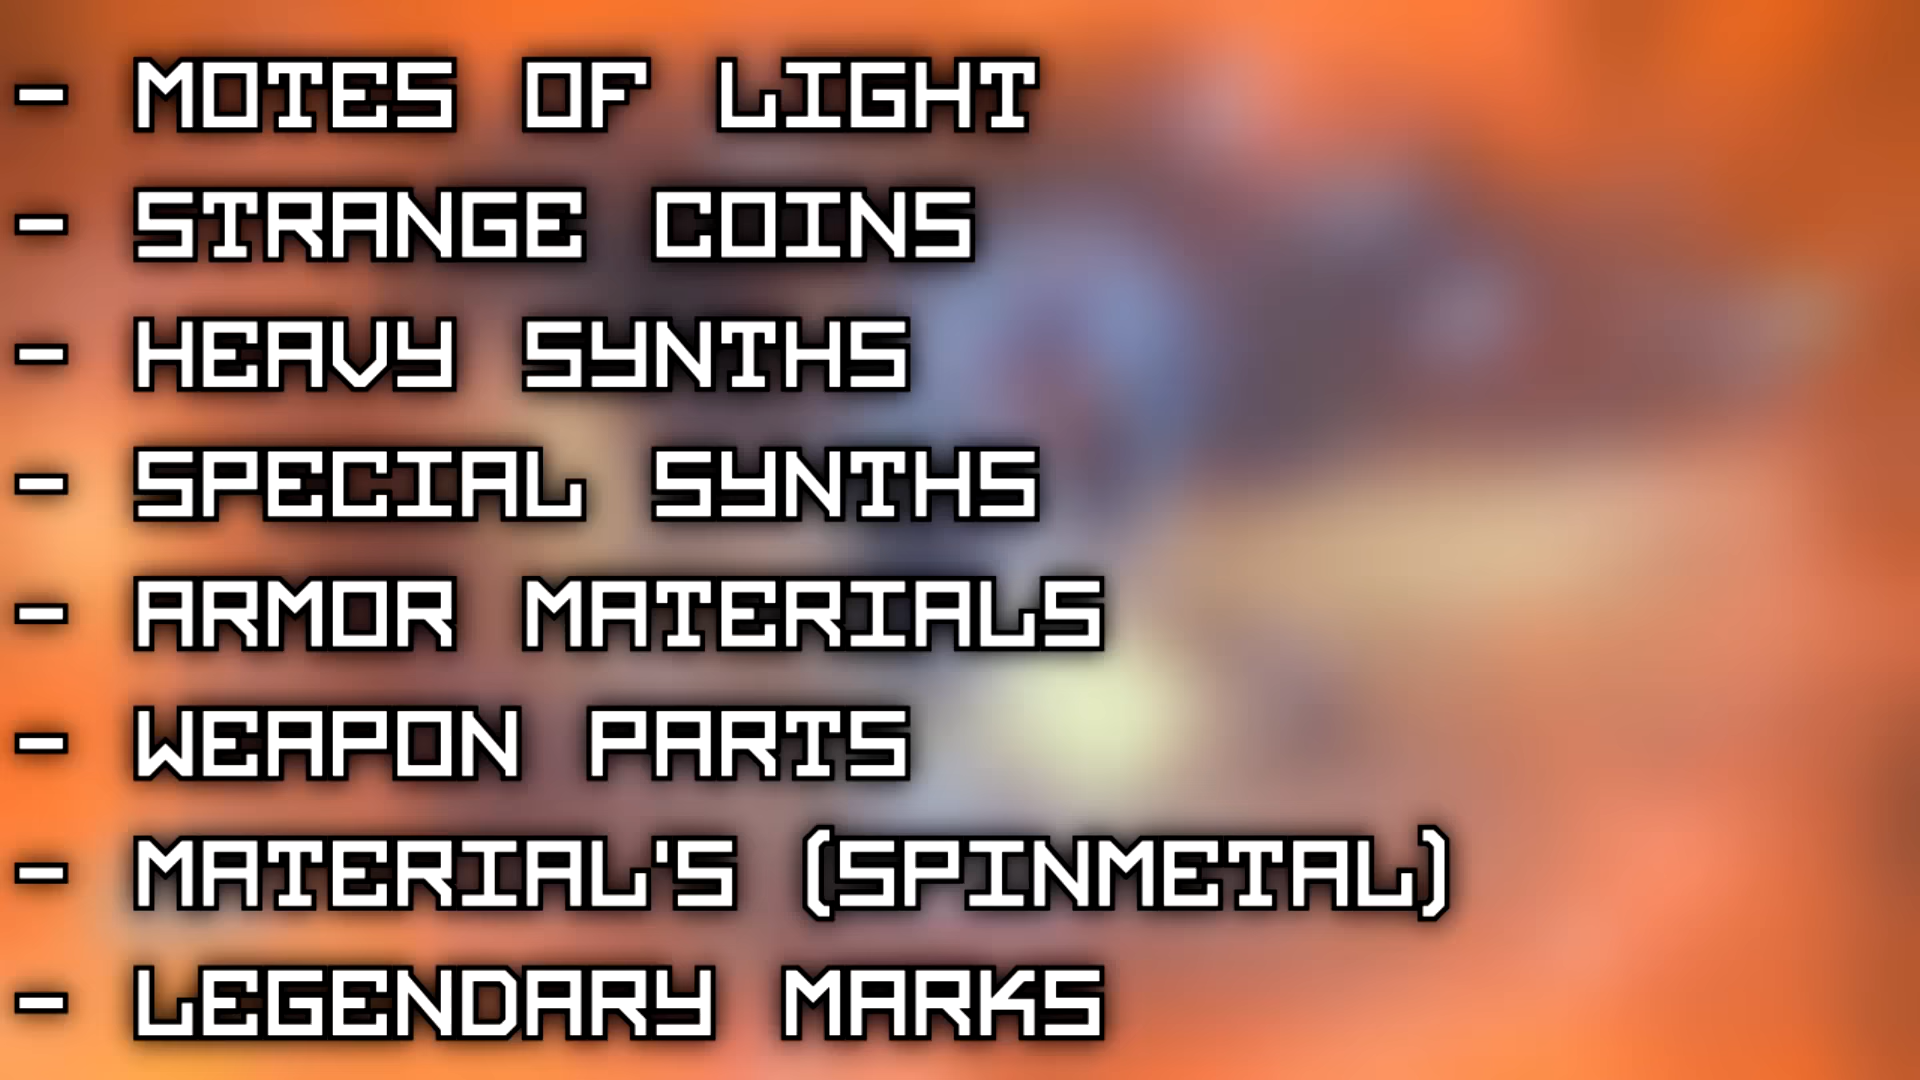 - MOTES OF LIGHT
- STRANGE COINS
- HEAVY SYNTHS
- SPECIAL SYNTHS
- ARMOR MATERIALS
- WEAPON PARTS
- MATERIAL'S (SPINMETAL)
- LEGENDARY MARKS